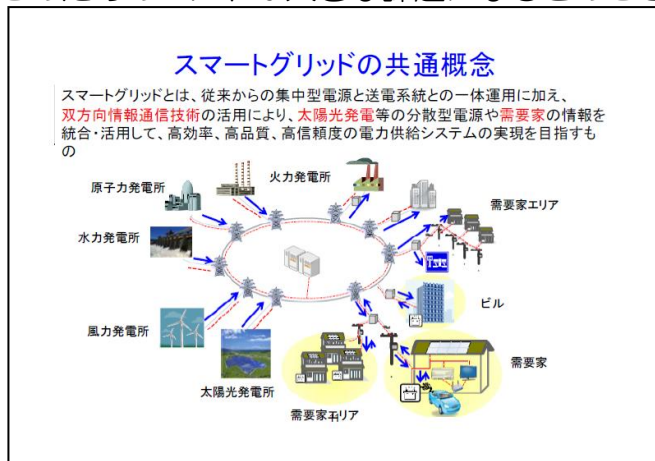 スマートグリッドの共通概念
スマートグリッドとは、従来からの集中型電源と送電系統との一体運用に加え、
双方向情報通信技術の活用により、太陽光発電等の分散型電源や需要家の情報を
統合・活用して、高効率、高品質、高信頼度の電力供給システムの実現を目指すも
の
火力発電所
原子力発電所
需要家エリア
水力発電所
ビル
風力発電所
需要家
太陽光発電所
需要家エリア